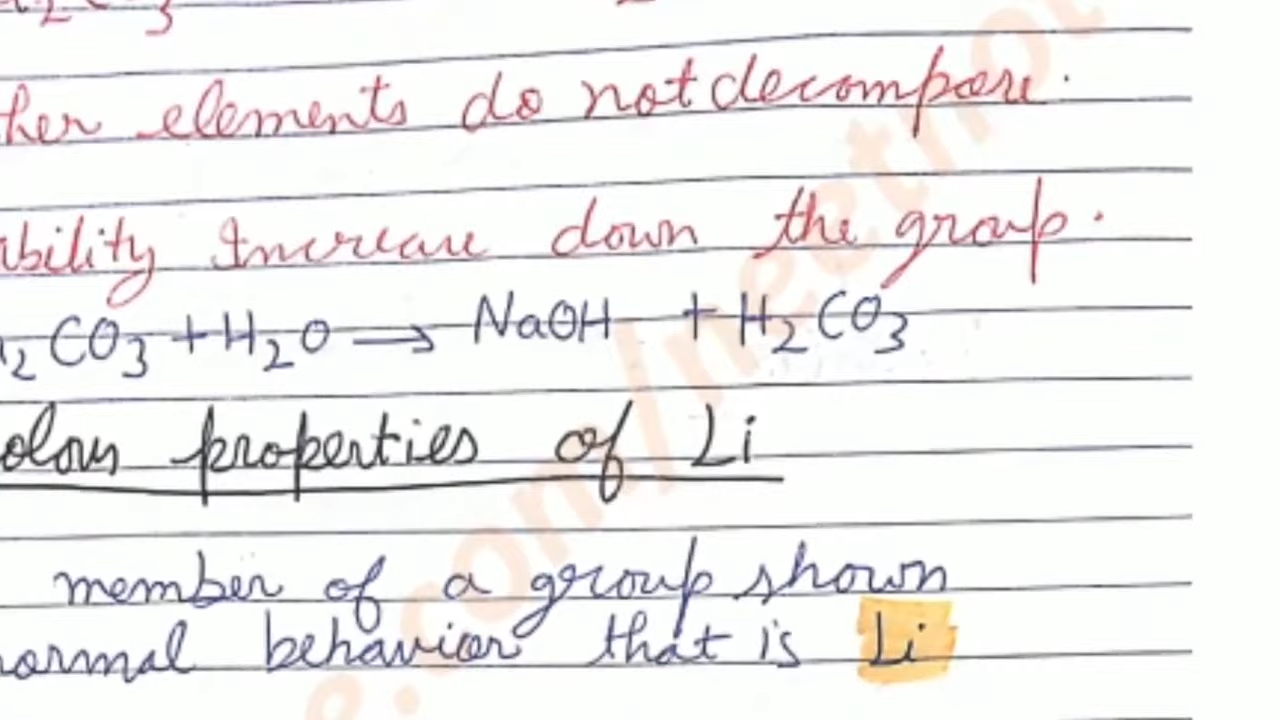 ther elements do not decompose.
ability Increase down the group.
₂CO₃ + H₂O → NaOH + H₂CO₃
olous properties of Li
member of a group shown
normal behavior that is Li